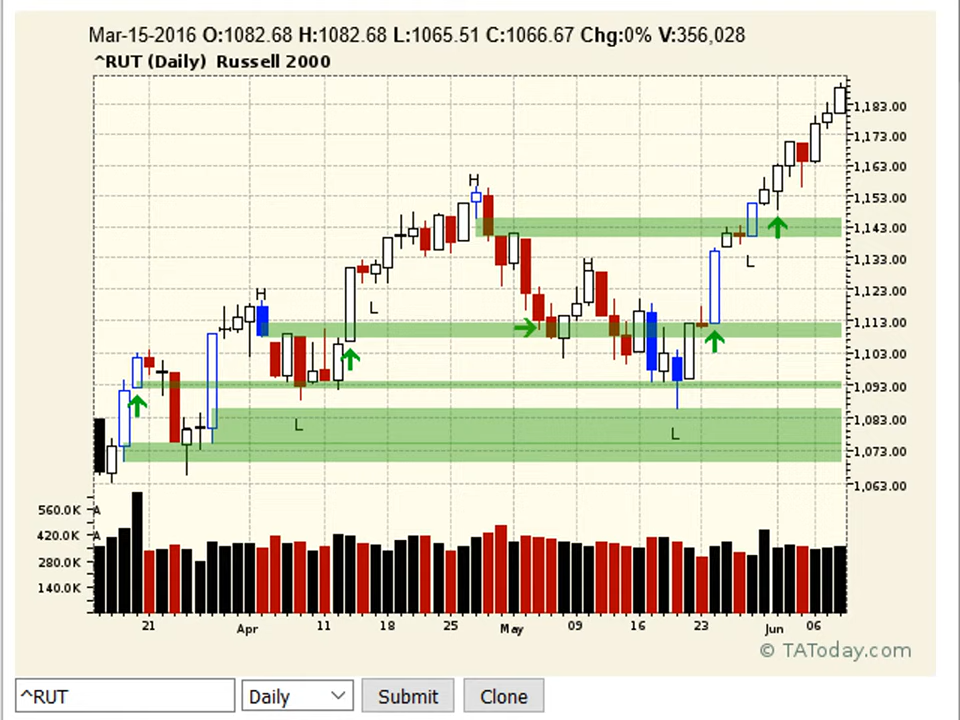 Mar-15-2016 O:1082.68 H:1082.68 L:1065.51 C:1066.67 Chg:0% V:356,028
^RUT (Daily) Russell 2000
1,183.00
1,173.00
1,163.00
H
1,153.00
1,143.00
L
H
1,133.00
1,123.00
H
L
1,113.00
1,103.00
1,093.00
L
L
1,083.00
1,073.00
1,063.00
560.0K A
420.0K A
280.0K
140.0K
21 Apr 11 18 25 May 09 16 23 Jun 06
© TAToday.com
^RUT Daily Submit Clone